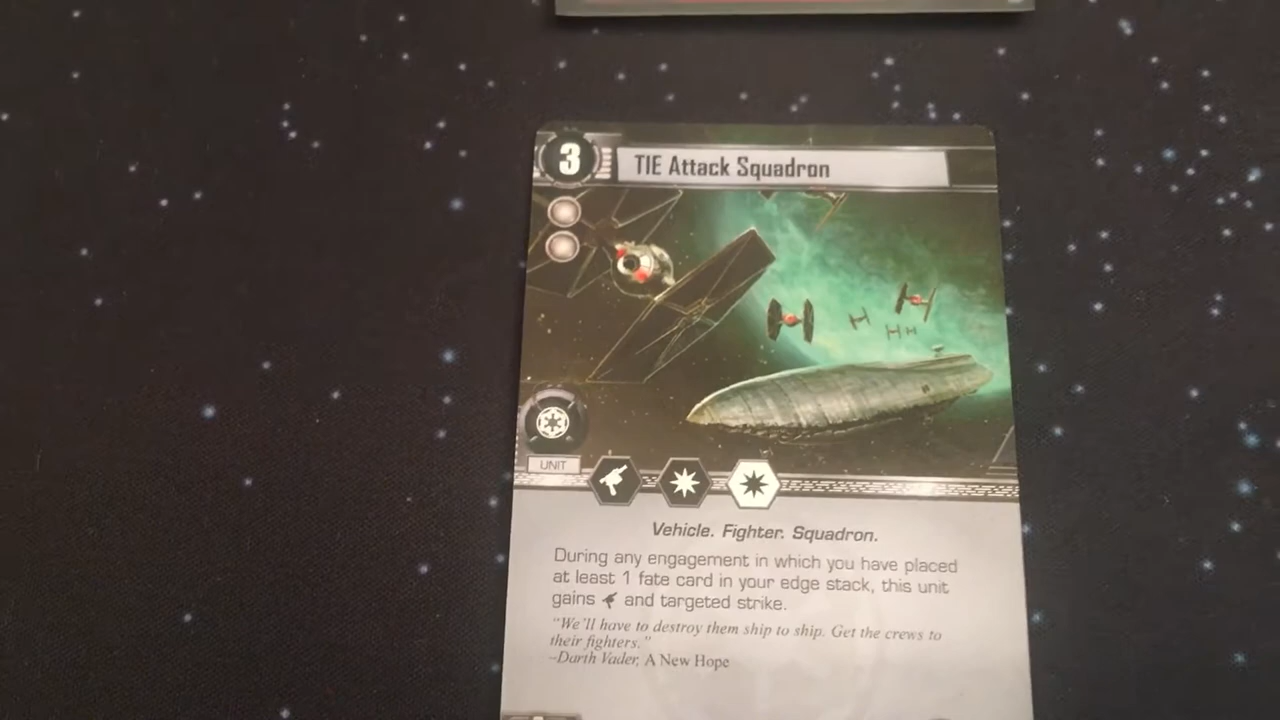 3
TIE Attack Squadron
UNIT
Vehicle. Fighter. Squadron.
During any engagement in which you have placed
at least 1 fate card in your edge stack, this unit
gains and targeted strike.
"We'll have to destroy them ship to ship. Get the crews to
their fighters."
–Darth Vader, A New Hope